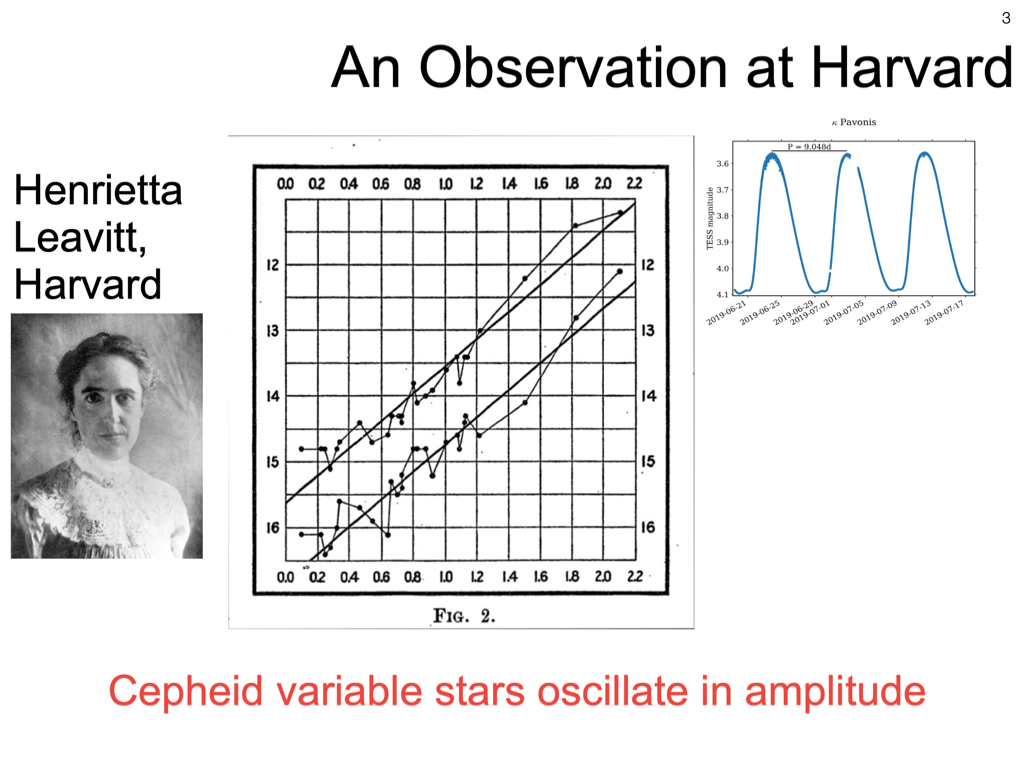 3
An Observation at Harvard
Henrietta
Leavitt,
Harvard
0.0 0.2 0.4 0.6 0.8 1.0 1.2 1.4 1.6 1.8 2.0 2.2
12 12
13 13
14 14
15 15
16 16
0.0 0.2 0.4 0.6 0.8 1.0 1.2 1.4 1.6 1.8 2.0 2.2
FIG. 2.
κ Pavonis
P = 9.048d
TESS magnitude
3.6
3.7
3.8
3.9
4.0
4.1
2019-06-21
2019-06-25
2019-06-29
2019-07-01
2019-07-05
2019-07-09
2019-07-13
2019-07-17
Cepheid variable stars oscillate in amplitude